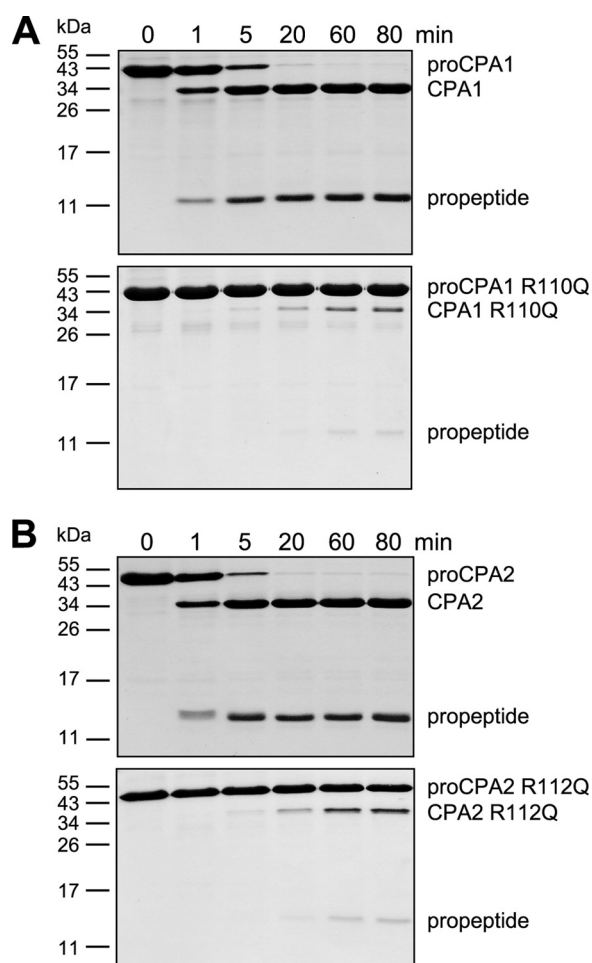 A
kDa 0 1 5 20 60 80 min
55 proCPA1
43
34 CPA1
26
17
11 propeptide
55
43 proCPA1 R110Q
34 CPA1 R110Q
26
17
11 propeptide
B
kDa 0 1 5 20 60 80 min
55 proCPA2
43
34 CPA2
26
17
propeptide
11
55 proCPA2 R112Q
43 CPA2 R112Q
34
26
17
propeptide
11